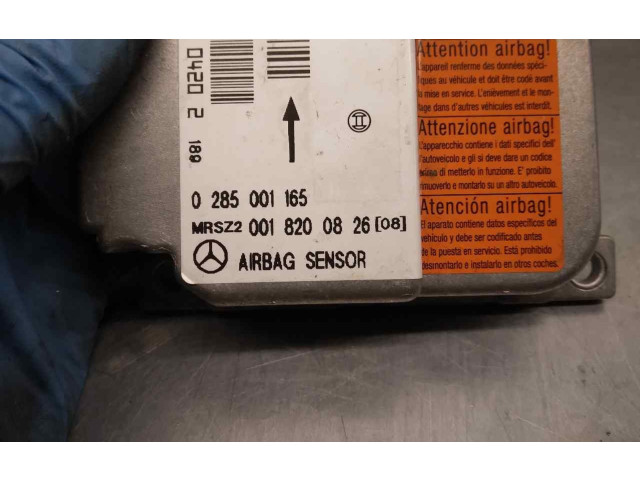 0420 2
189
0 285 001 165
MRSZ2 001 820 08 26 [08]
AIRBAG SENSOR
Attention airbag!
L'appareil renferme des données spéci-
ques au véhicule et doit être codé avant
la mise en service. L'enlèvement et le mon-
tage dans d'autres véhicules est interdit.
Attenzione airbag!
L'apparecchio contiene i dati specifici dell'
autoveicolo e gli si deve dare un codice
prima di metterlo in funzione. E' proibito
rimuoverlo e montarlo su un altro autoveicolo.
Atención airbag!
El aparato contiene datos específicos del
vehículo y debe ser codificado antes
de la puesta en servicio. Está prohibido
desmontarlo e instalarlo en otros coches.